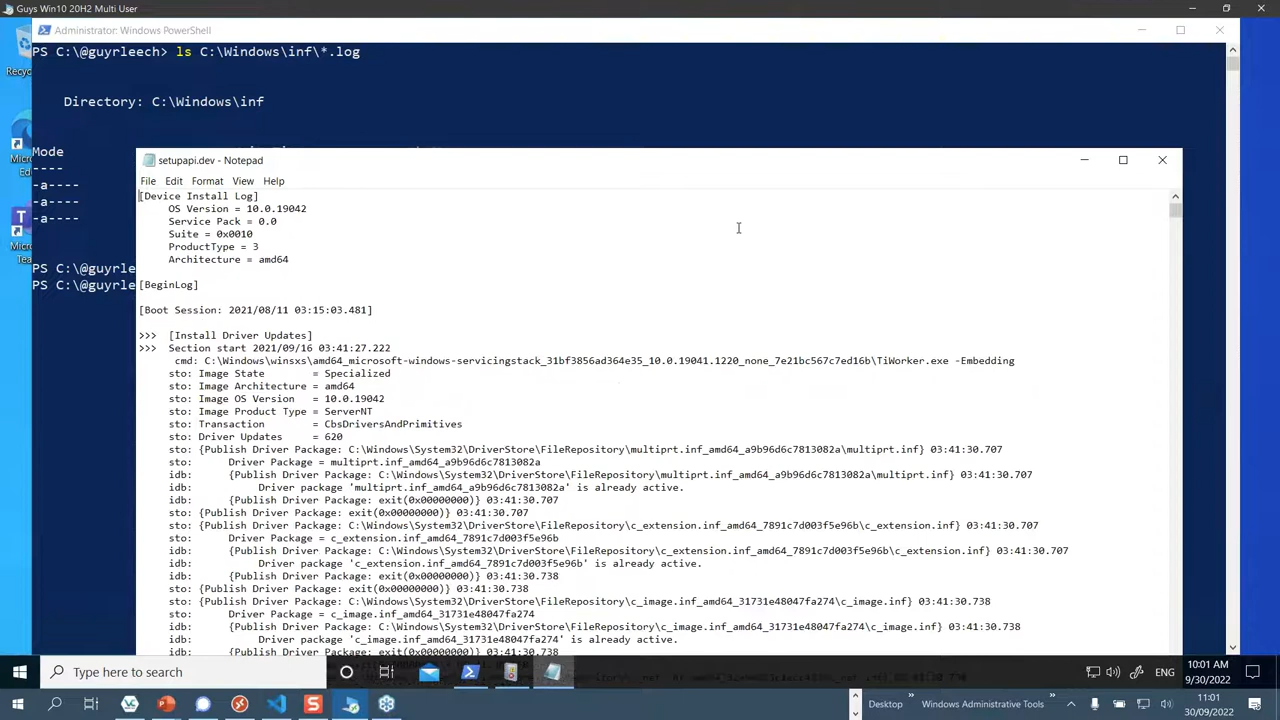 Guys Win10 20H2 Multi User
Administrator: Windows PowerShell
PS C:\@guyrleech> ls C:\Windows\inf\*.log
Directory: C:\Windows\inf
Mode
----
-a----
-a----
-a----
PS C:\@guyrlee
PS C:\@guyrlee
Recyc
Micro
Ed
Micros
Tea
setupapi.dev - Notepad
File Edit Format View Help
[Device Install Log]
OS Version = 10.0.19042
Service Pack = 0.0
Suite = 0x0010
ProductType = 3
Architecture = amd64
[BeginLog]
[Boot Session: 2021/08/11 03:15:03.481]
>>> [Install Driver Updates]
>>> Section start 2021/09/16 03:41:27.222
cmd: C:\Windows\winsxs\amd64_microsoft-windows-servicingstack_31bf3856ad364e35_10.0.19041.1220_none_7e21bc567c7ed16b\TiWorker.exe -Embedding
sto: Image State = Specialized
sto: Image Architecture = amd64
sto: Image OS Version = 10.0.19042
sto: Image Product Type = ServerNT
sto: Transaction = CbsDriversAndPrimitives
sto: Driver Updates = 620
sto: {Publish Driver Package: C:\Windows\System32\DriverStore\FileRepository\multiprt.inf_amd64_a9b96d6c7813082a\multiprt.inf} 03:41:30.707
sto: Driver Package = multiprt.inf_amd64_a9b96d6c7813082a
idb: {Publish Driver Package: C:\Windows\System32\DriverStore\FileRepository\multiprt.inf_amd64_a9b96d6c7813082a\multiprt.inf} 03:41:30.707
idb: Driver package 'multiprt.inf_amd64_a9b96d6c7813082a' is already active.
idb: {Publish Driver Package: exit(0x00000000)} 03:41:30.707
sto: {Publish Driver Package: exit(0x00000000)} 03:41:30.707
sto: {Publish Driver Package: C:\Windows\System32\DriverStore\FileRepository\c_extension.inf_amd64_7891c7d003f5e96b\c_extension.inf} 03:41:30.707
sto: Driver Package = c_extension.inf_amd64_7891c7d003f5e96b
idb: {Publish Driver Package: C:\Windows\System32\DriverStore\FileRepository\c_extension.inf_amd64_7891c7d003f5e96b\c_extension.inf} 03:41:30.707
idb: Driver package 'c_extension.inf_amd64_7891c7d003f5e96b' is already active.
idb: {Publish Driver Package: exit(0x00000000)} 03:41:30.738
sto: {Publish Driver Package: exit(0x00000000)} 03:41:30.738
sto: {Publish Driver Package: C:\Windows\System32\DriverStore\FileRepository\c_image.inf_amd64_31731e48047fa274\c_image.inf} 03:41:30.738
sto: Driver Package = c_image.inf_amd64_31731e48047fa274
idb: {Publish Driver Package: C:\Windows\System32\DriverStore\FileRepository\c_image.inf_amd64_31731e48047fa274\c_image.inf} 03:41:30.738
idb: Driver package 'c_image.inf_amd64_31731e48047fa274' is already active.
idb: {Publish Driver Package: exit(0x00000000)} 03:41:30.738
Type here to search
ENG
10:01 AM
9/30/2022
Desktop
Windows Administrative Tools
11:01
30/09/2022